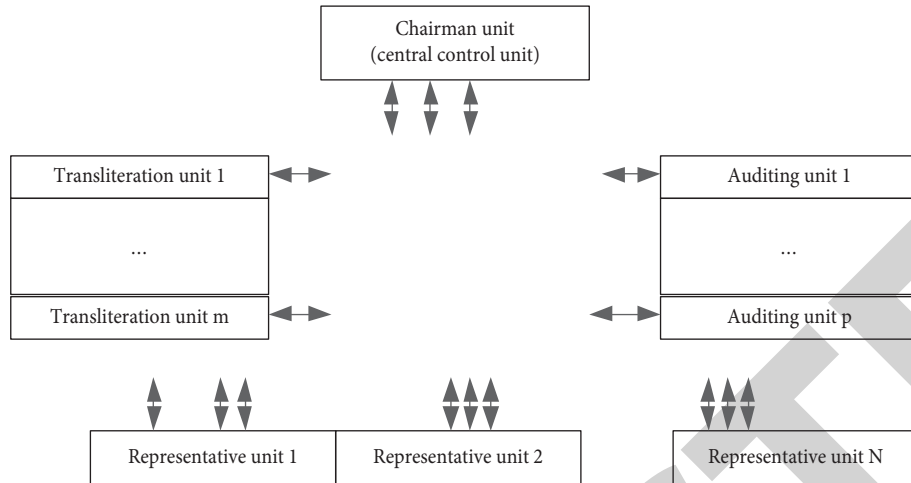 Chairman unit
(central control unit)
Transliteration unit 1
Auditing unit 1
...
...
Transliteration unit m
Auditing unit p
Representative unit 1
Representative unit 2
Representative unit N